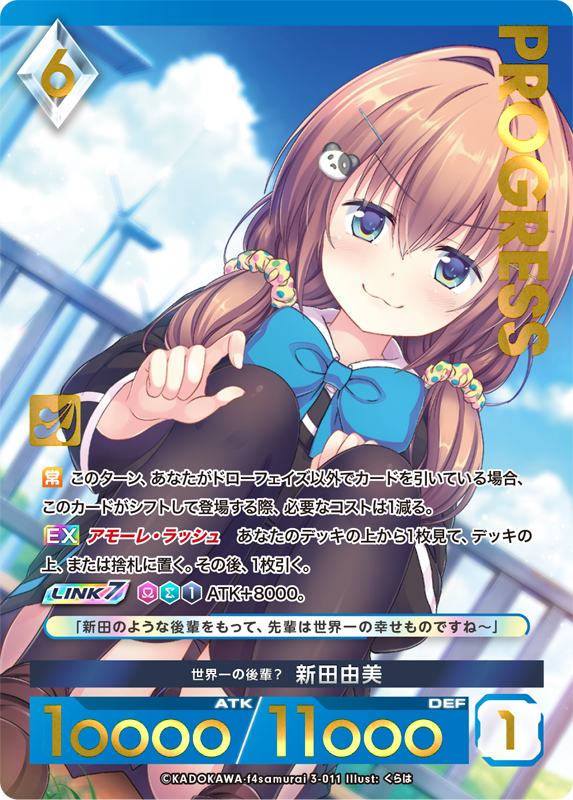 6
PROGRESS
常 このターン、あなたがドローフェイズ以外でカードを引いている場合、
このカードがシフトして登場する際、必要なコストは1減る。
EX アモーレ・ラッシュ あなたのデッキの上から1枚見て、デッキの
上、または捨札に置く。その後、1枚引く。
LINK 7 Ω Σ 1 ATK+8000。
「新田のような後輩をもって、先輩は世界一の幸せものですね～」
世界一の後輩？ 新田由美
ATK DEF
10000/11000 1
©KADOKAWA・f4samurai 3-011 Illust: くらは